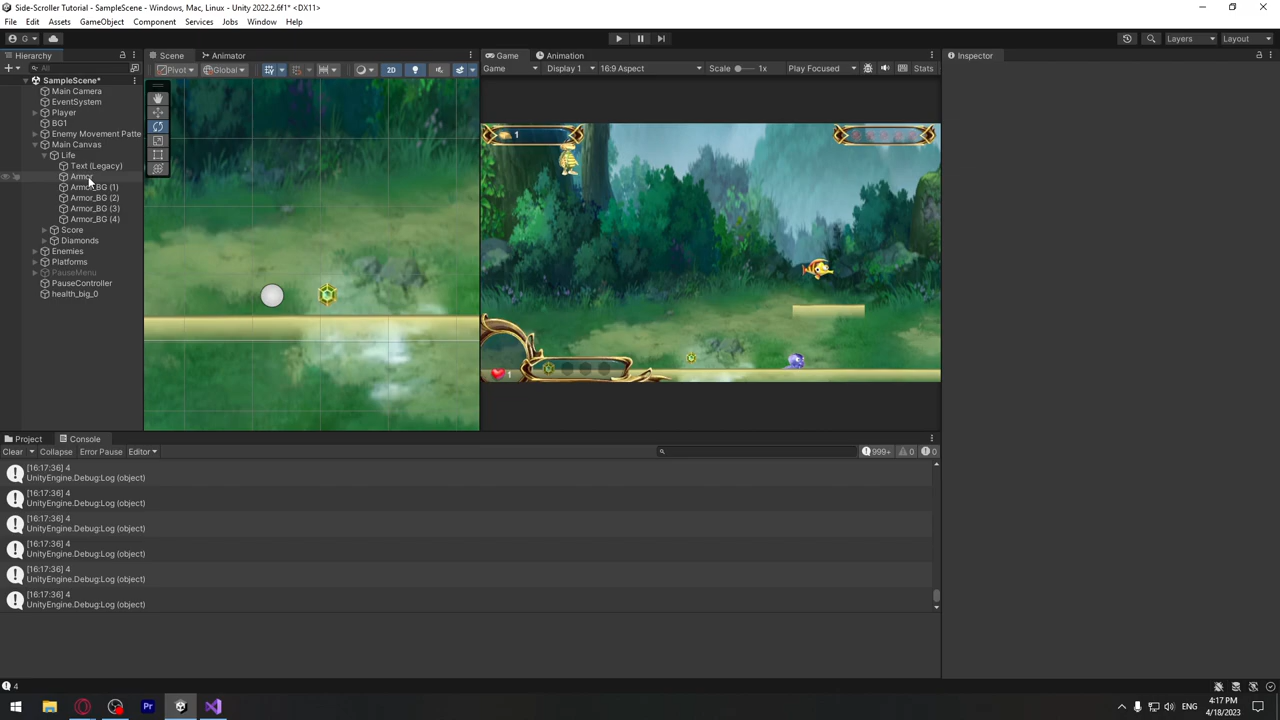 Side-Scroller Tutorial - SampleScene - Windows, Mac, Linux - Unity 2022.2.6f1* <DX11>
File Edit Assets GameObject Component Services Jobs Window Help
G Layers Layout
Hierarchy Scene Animator Game Animation Inspector
All Pivot Global 2D Game Display 1 16:9 Aspect Scale 1x Play Focused Stats
SampleScene*
Main Camera
EventSystem
Player
BG1
Enemy Movement Patte
Main Canvas
Life
Text (Legacy)
Armor
Armor_BG (1)
Armor_BG (2)
Armor_BG (3)
Armor_BG (4)
Score
Diamonds
Enemies
Platforms
PauseMenu
PauseController
health_big_0
1
1
Project Console
Clear Collapse Error Pause Editor 999+ 0 0
[16:17:36] 4
UnityEngine.Debug:Log (object)
[16:17:36] 4
UnityEngine.Debug:Log (object)
[16:17:36] 4
UnityEngine.Debug:Log (object)
[16:17:36] 4
UnityEngine.Debug:Log (object)
[16:17:36] 4
UnityEngine.Debug:Log (object)
[16:17:36] 4
UnityEngine.Debug:Log (object)
4
Pr ENG 4:17 PM
4/18/2023